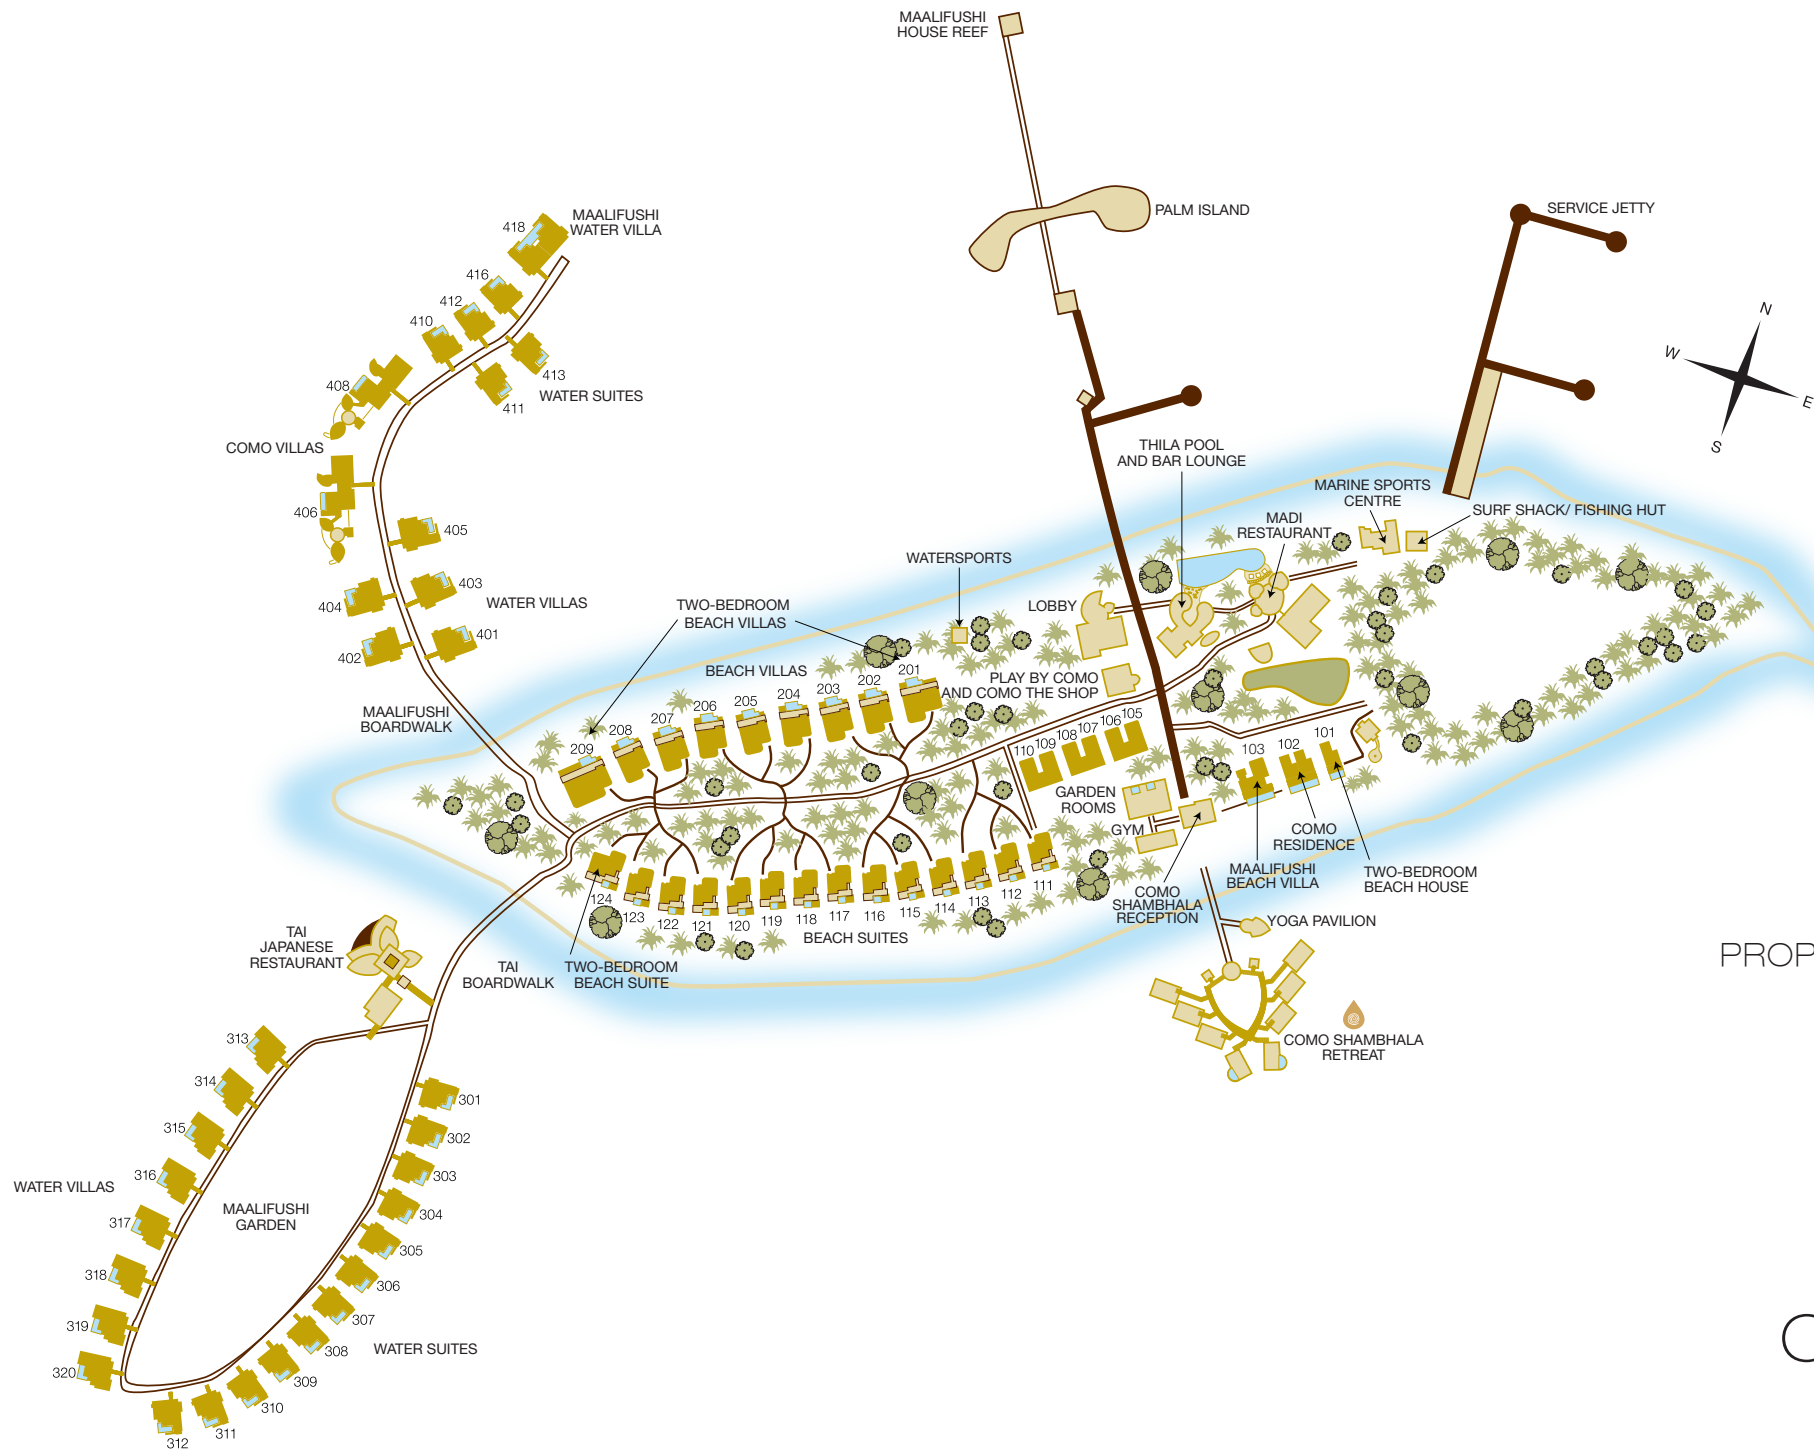 MAALIFUSHI
HOUSE REEF
PALM ISLAND
SERVICE JETTY
MAALIFUSHI
WATER VILLA
418
416
412
410
413
411
408
WATER SUITES
COMO VILLAS
406
405
403
404
WATER VILLAS
401
402
N
W
E
S
THILA POOL
AND BAR LOUNGE
MARINE SPORTS
CENTRE
SURF SHACK/ FISHING HUT
MADI
RESTAURANT
WATERSPORTS
LOBBY
TWO-BEDROOM
BEACH VILLAS
BEACH VILLAS
PLAY BY COMO
AND COMO THE SHOP
201
202
203
204
205
206
207
208
209
MAALIFUSHI
BOARDWALK
105
106
107
108
109
110
101
102
103
GARDEN
ROOMS
GYM
COMO
RESIDENCE
MAALIFUSHI
BEACH VILLA
TWO-BEDROOM
BEACH HOUSE
COMO
SHAMBHALA
RECEPTION
111
112
113
114
115
116
117
118
119
120
121
122
123
124
BEACH SUITES
TWO-BEDROOM
BEACH SUITE
TAI
BOARDWALK
TAI
JAPANESE
RESTAURANT
YOGA PAVILION
COMO SHAMBHALA
RETREAT
PROP
313
314
315
316
317
318
319
320
WATER VILLAS
MAALIFUSHI
GARDEN
301
302
303
304
305
306
307
308
309
310
311
312
WATER SUITES